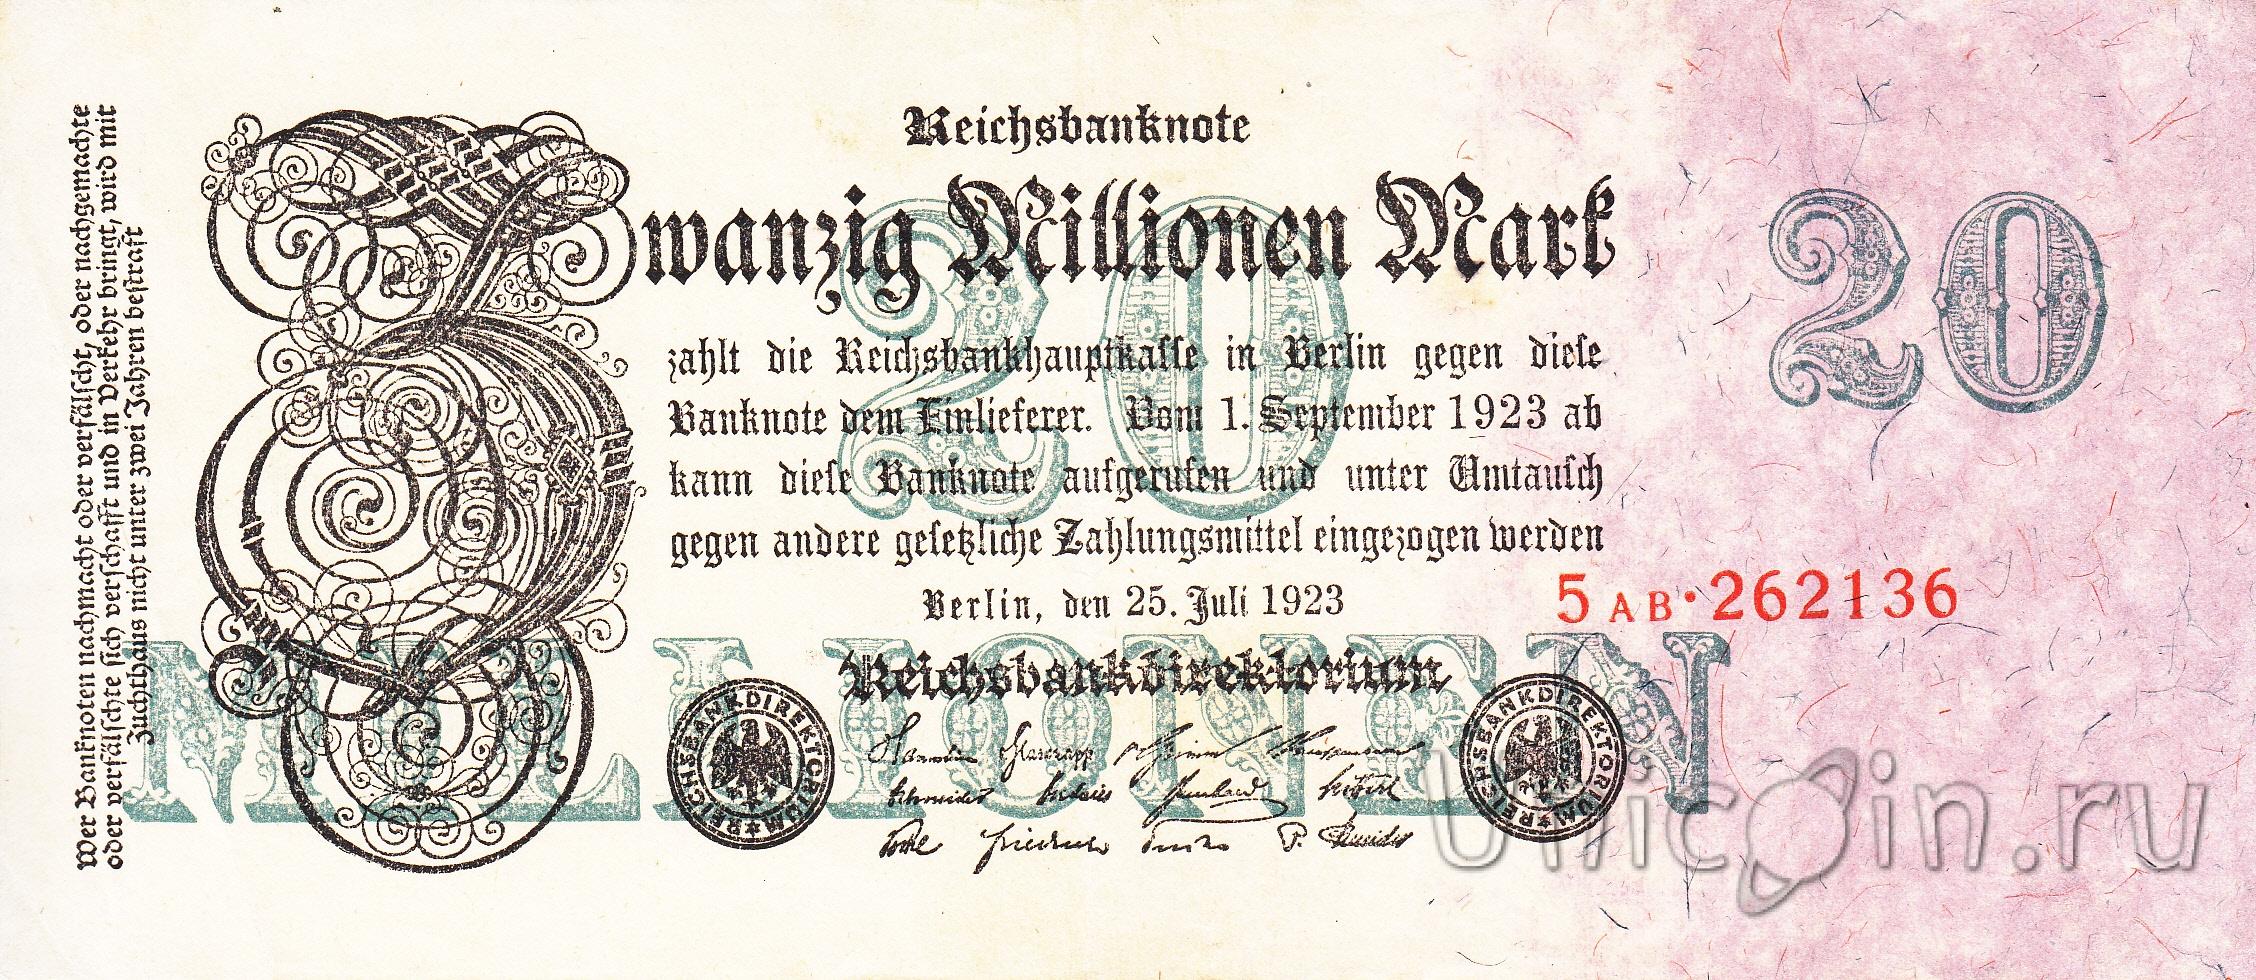 Wer Banknoten nachmacht oder verfälscht, oder nachgemachte
oder verfälschte sich verschafft und in Verkehr bringt, wird mit
Zuchthaus nicht unter zwei Jahren bestraft
Reichsbanknote
Zwanzig Millionen Mark
20
20
zahlt die Reichsbankhauptkasse in Berlin gegen diese
Banknote dem Einlieferer. Vom 1. September 1923 ab
kann diese Banknote aufgerufen und unter Umtausch
gegen andere gesetzliche Zahlungsmittel eingezogen werden
Berlin, den 25. Juli 1923
5 AB·262136
MILLIONEN
Reichsbankdirektorium
REICHSBANKDIREKTORIUM
REICHSBANKDIREKTORIUM
Schneider
Unicoin.ru